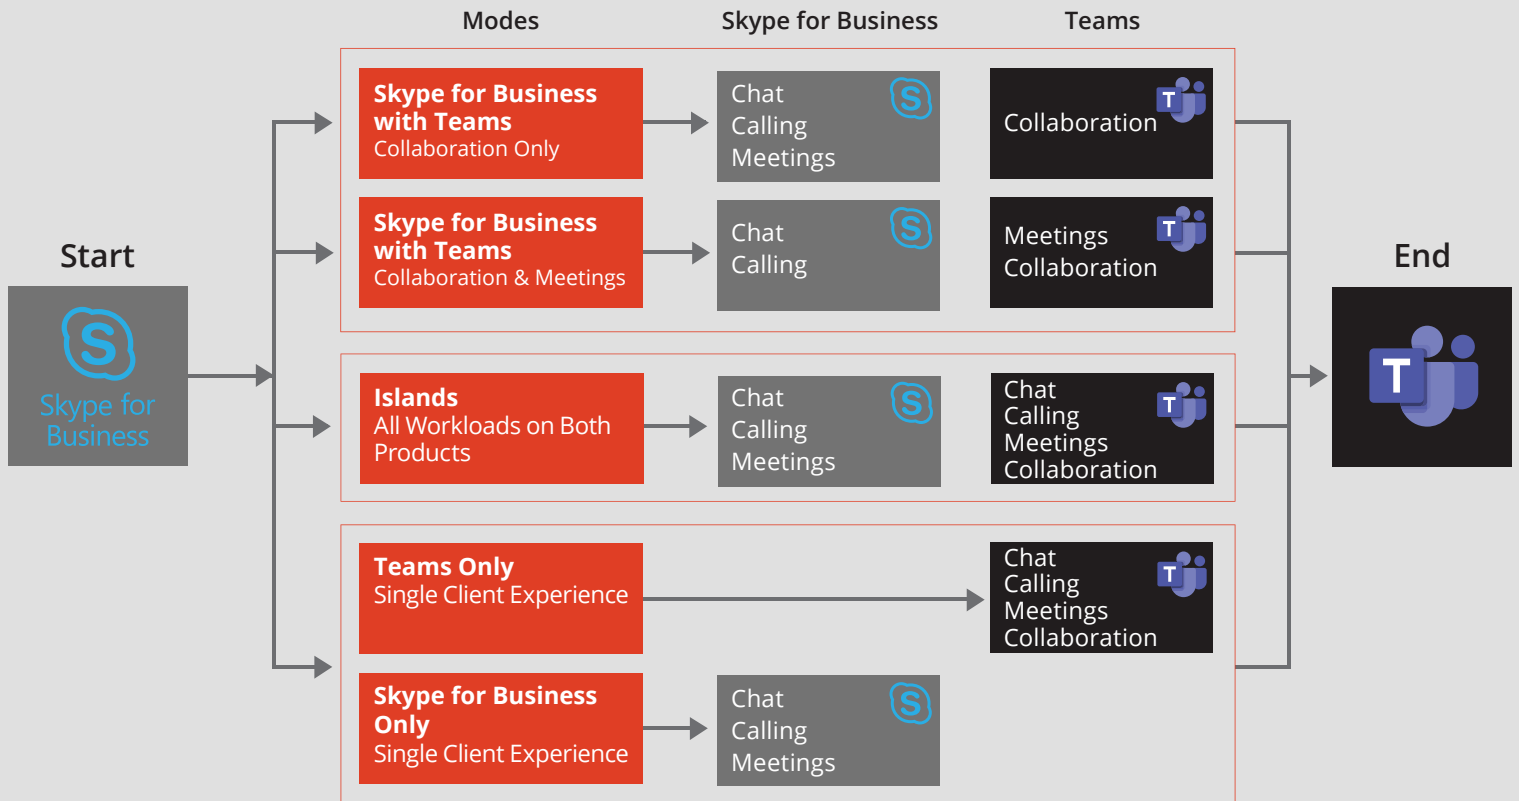 Modes
Skype for Business
Teams
Start
S
Skype for
Business
Skype for Business
with Teams
Collaboration Only
Chat
Calling
Meetings
S
Collaboration
T
Skype for Business
with Teams
Collaboration & Meetings
Chat
Calling
S
Meetings
Collaboration
T
Islands
All Workloads on Both
Products
Chat
Calling
Meetings
S
Chat
Calling
Meetings
Collaboration
T
Teams Only
Single Client Experience
Chat
Calling
Meetings
Collaboration
T
Skype for Business
Only
Single Client Experience
Chat
Calling
Meetings
S
End
T